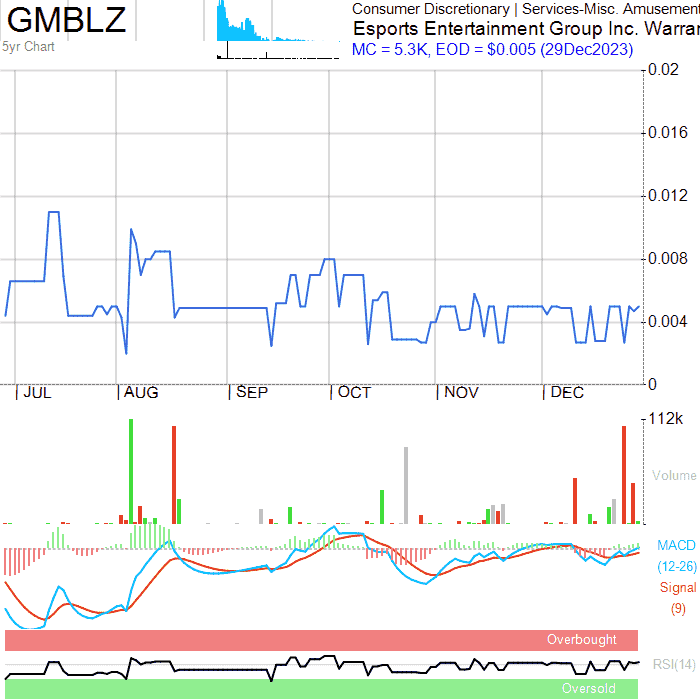 GMBLZ
5yr Chart
Consumer Discretionary | Services-Misc. Amusement
Esports Entertainment Group Inc. Warrar
MC = 5.3K, EOD = $0.005 (29Dec2023)
0.02
0.016
0.012
0.008
0.004
0
JUL AUG SEP OCT NOV DEC
112k
Volume
MACD
(12-26)
Signal
(9)
Overbought
RSI(14)
Oversold